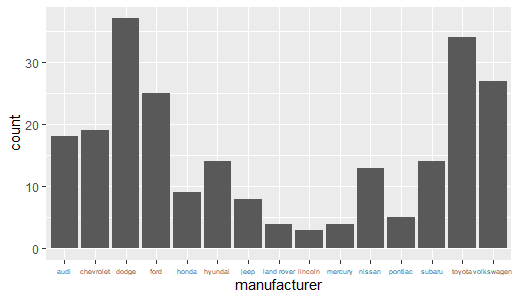 30
20
10
0
count
audi chevrolet dodge ford honda hyundai jeep land rover lincoln mercury nissan pontiac subaru toyota volkswagen
manufacturer